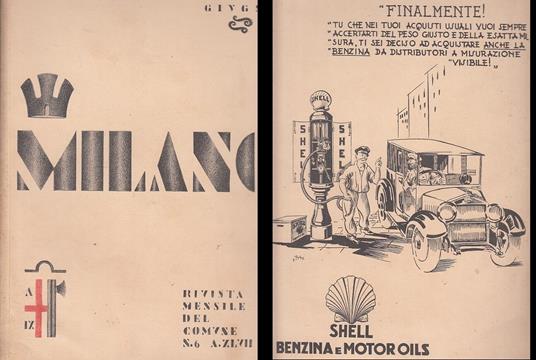 MILANO
A
IX
RIVISTA
MENSILE
DEL
COMVNE
N.6 A.XLVII
"FINALMENTE!
"TU CHE NEI TUOI ACQUISTI USUALI VUOI SEMPRE
"ACCERTARTI DEL PESO GIUSTO E DELLA ESATTA MI_
"SURA, TI SEI DECISO AD ACQUISTARE ANCHE LA
"BENZINA DA DISTRIBUTORI A MISURAZIONE
"VISIBILE!"
SHELL
SHELL
SHELL
SHELL
BENZINA E MOTOR OILS